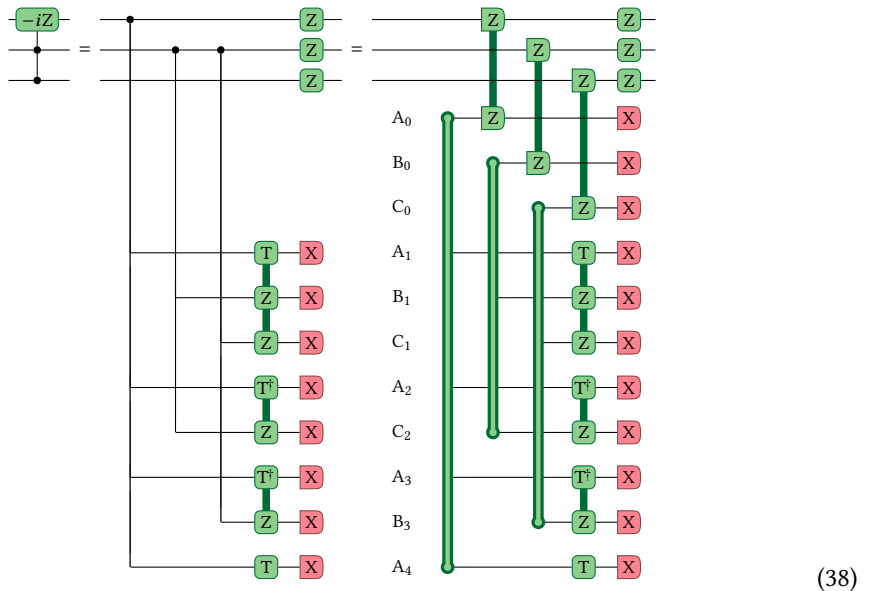 -iZ = Z = Z Z
Z Z Z
Z Z Z
A₀ Z X
B₀ Z X
C₀ Z X
T X A₁ T X
Z X B₁ Z X
Z X C₁ Z X
T† X A₂ T† X
Z X C₂ Z X
T† X A₃ T† X
Z X B₃ Z X
T X A₄ T X
(38)